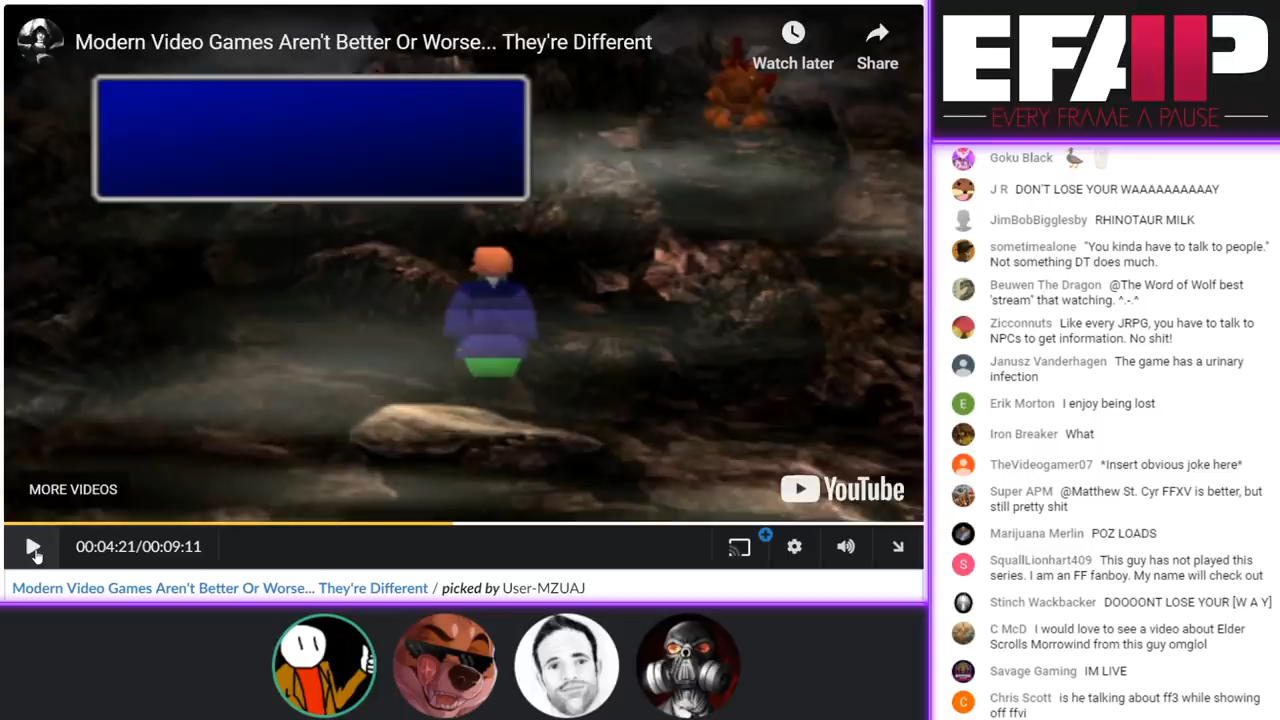 Modern Video Games Aren't Better Or Worse... They're Different
Watch later
Share
MORE VIDEOS
YouTube
00:04:21/00:09:11
Modern Video Games Aren't Better Or Worse... They're Different / picked by User-MZUAJ
EFAP
EVERY FRAME A PAUSE
Goku Black
J R DON'T LOSE YOUR WAAAAAAAAAAY
JimBobBigglesby RHINOTAUR MILK
sometimealone "You kinda have to talk to people."
Not something DT does much.
Beuwen The Dragon @The Word of Wolf best
'stream" that watching. ^.-.^
Zicconnuts Like every JRPG, you have to talk to
NPCs to get information. No shit!
Janusz Vanderhagen The game has a urinary
infection
E
Erik Morton I enjoy being lost
Iron Breaker What
TheVideogamer07 *Insert obvious joke here*
Super APM @Matthew St. Cyr FFXV is better, but
still pretty shit
Marijuana Merlin POZ LOADS
S
SquallLionhart409 This guy has not played this
series. I am an FF fanboy. My name will check out
Stinch Wackbacker DOOOONT LOSE YOUR [W A Y]
C McD I would love to see a video about Elder
Scrolls Morrowind from this guy omglol
Savage Gaming IM LIVE
C
Chris Scott is he talking about ff3 while showing
off ffvi